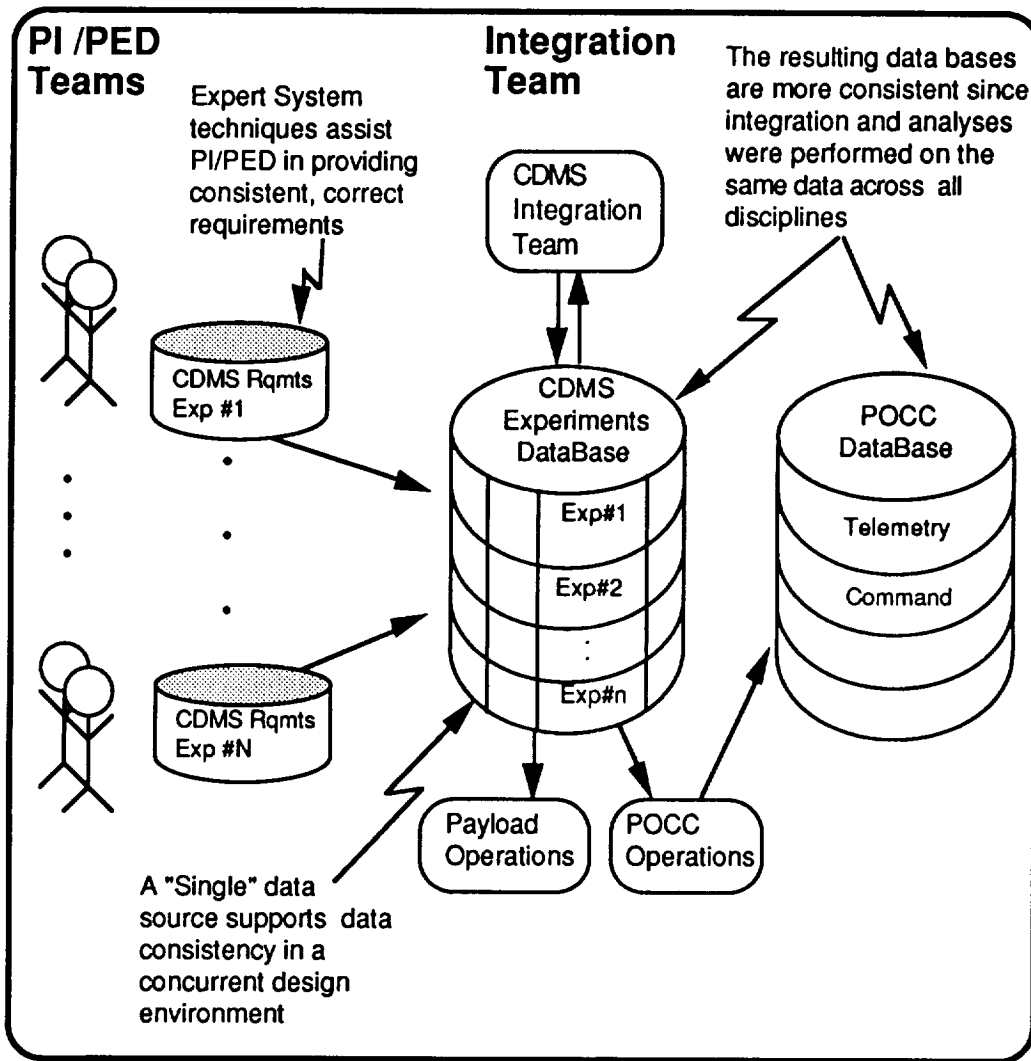 PI /PED
Teams
Expert System
techniques assist
PI/PED in providing
consistent, correct
requirements
Integration
Team
The resulting data bases
are more consistent since
integration and analyses
were performed on the
same data across all
disciplines
CDMS
Integration
Team
CDMS Rqmts
Exp #1
CDMS
Experiments
DataBase
Exp#1
Exp#2
Exp#n
POCC
DataBase
Telemetry
Command
CDMS Rqmts
Exp #N
Payload
Operations
POCC
Operations
A "Single" data
source supports data
consistency in a
concurrent design
environment